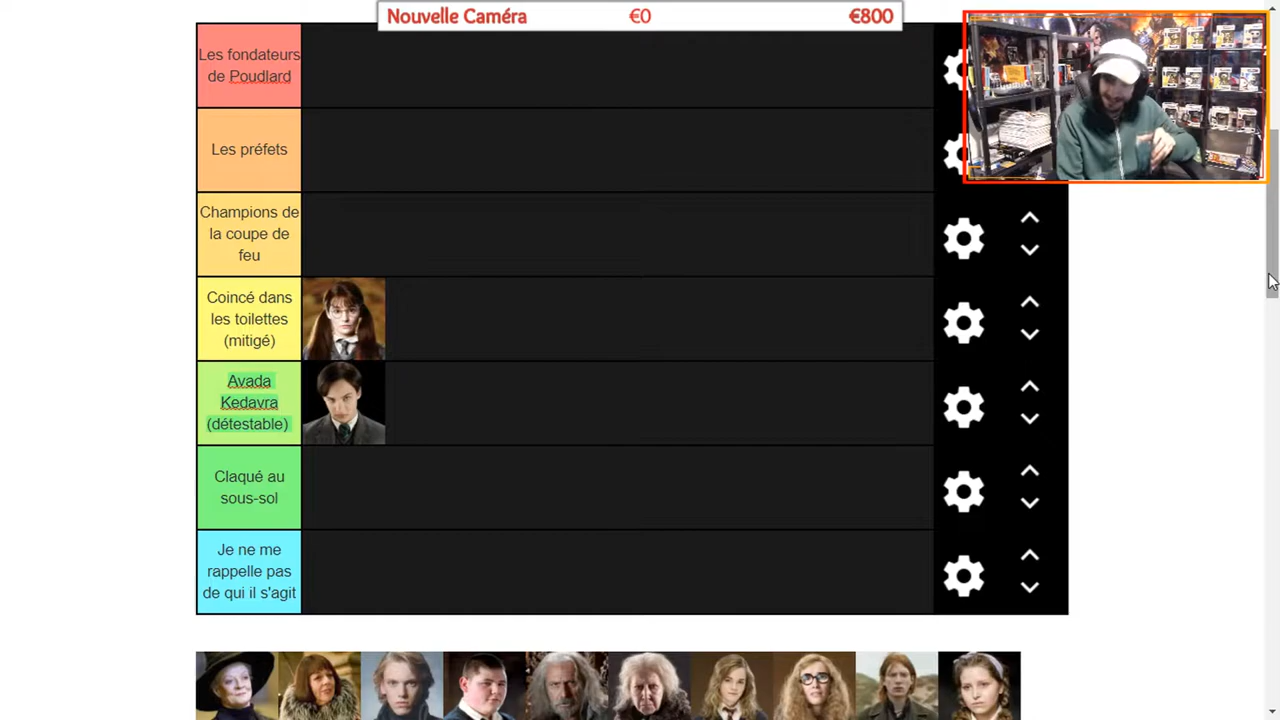 Nouvelle Caméra €0 €800
Les fondateurs
de Poudlard
Les préfets
Champions de
la coupe de
feu
Coincé dans
les toilettes
(mitigé)
Avada
Kedavra
(détestable)
Claqué au
sous-sol
Je ne me
rappelle pas
de qui il s'agit